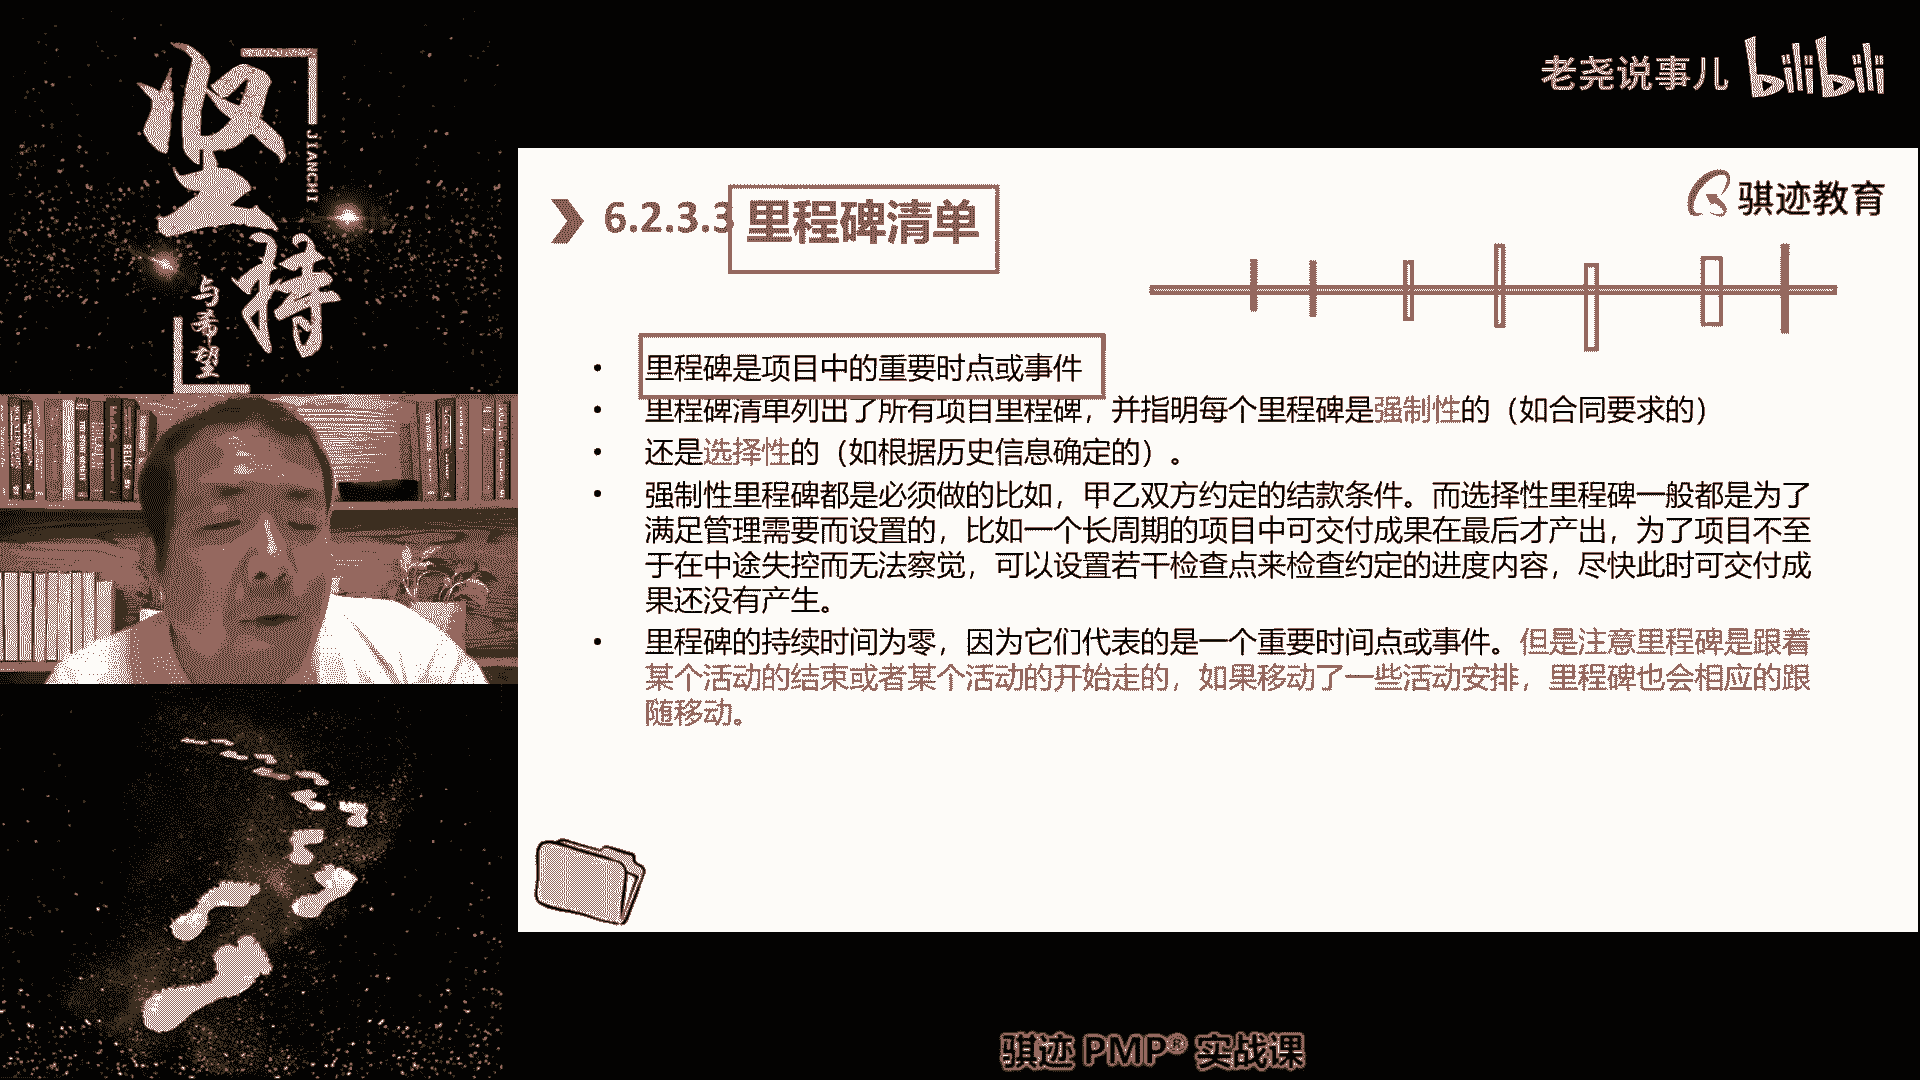 坚持
JIANCHI
与希望
老尧说事儿 bilibili
骐迹教育
6.2.3.3 里程碑清单
• 里程碑是项目中的重要时点或事件
• 里程碑清单列出了所有项目里程碑，并指明每个里程碑是强制性的（如合同要求的）
• 还是选择性的（如根据历史信息确定的）。
• 强制性里程碑都是必须做的比如，甲乙双方约定的结款条件。而选择性里程碑一般都是为了
满足管理需要而设置的，比如一个长周期的项目中可交付成果在最后才产出，为了项目不至
于在中途失控而无法察觉，可以设置若干检查点来检查约定的进度内容，尽快此时可交付成
果还没有产生。
• 里程碑的持续时间为零，因为它们代表的是一个重要时间点或事件。但是注意里程碑是跟着
某个活动的结束或者某个活动的开始走的，如果移动了一些活动安排，里程碑也会相应的跟
随移动。
骐迹 PMP® 实战课